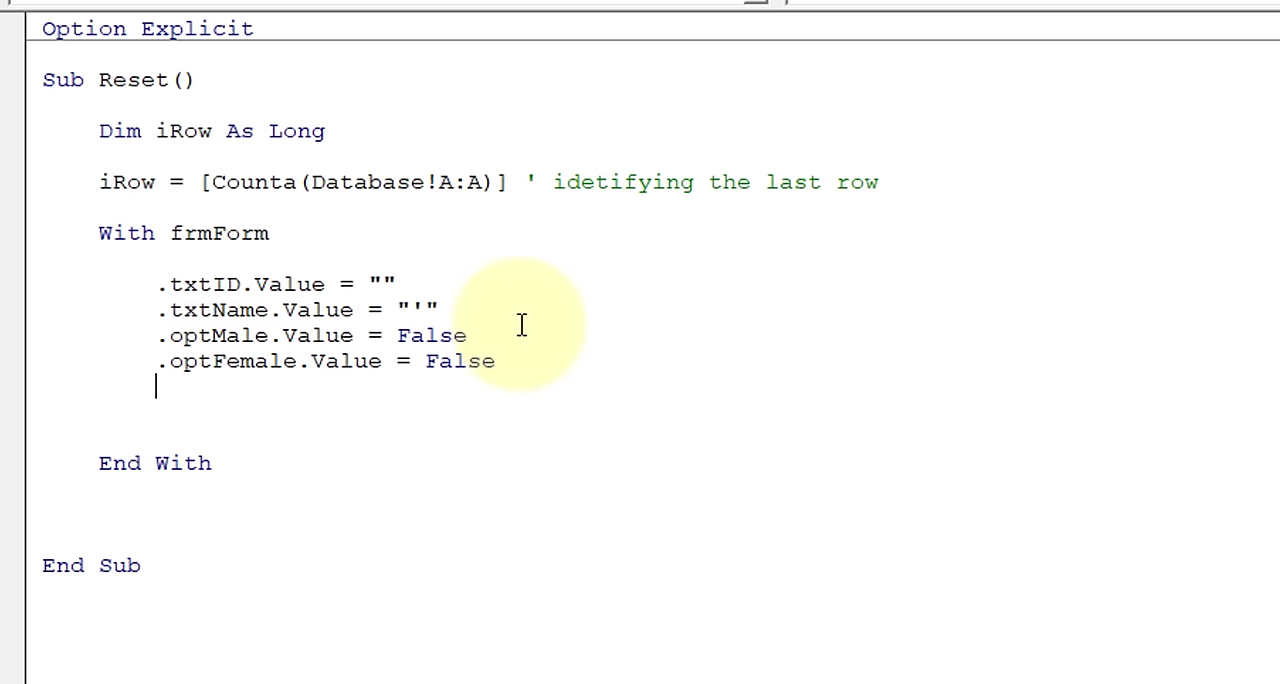 Option Explicit
Sub Reset()
Dim iRow As Long
iRow = [Counta(Database!A:A)] ' idetifying the last row
With frmForm
.txtID.Value = ""
.txtName.Value = "'"
.optMale.Value = False
.optFemale.Value = False
End With
End Sub